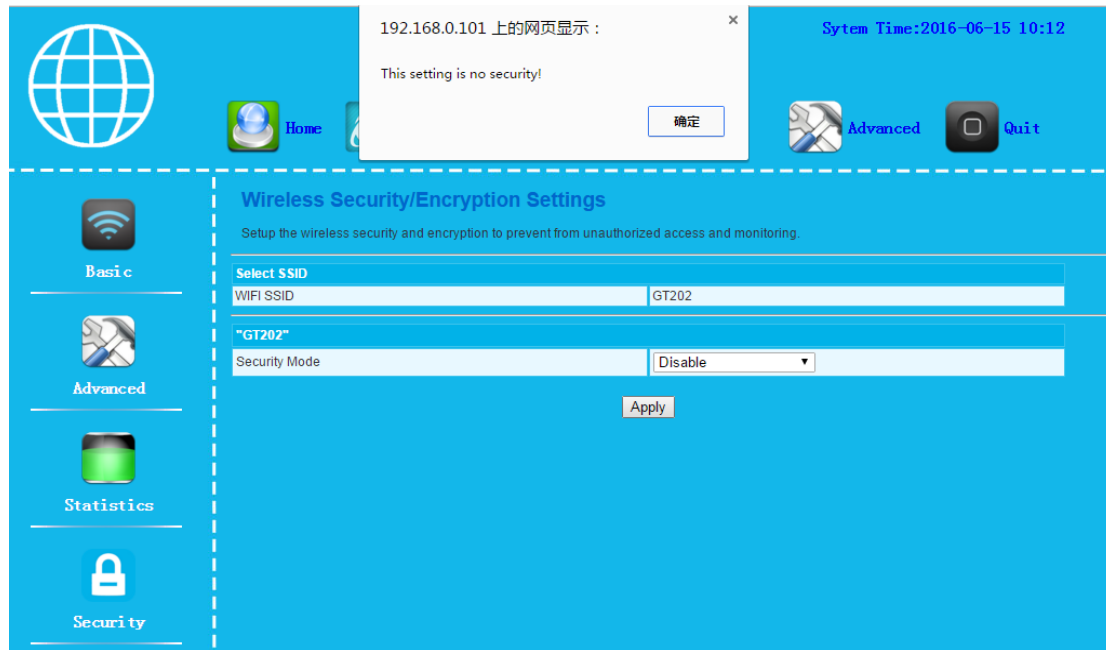 192.168.0.101 上的网页显示：
×
Sytem Time:2016-06-15 10:12
This setting is no security!
确定
Home
Advanced
Quit
Wireless Security/Encryption Settings
Setup the wireless security and encryption to prevent from unauthorized access and monitoring.
Basic
Select SSID
WIFI SSID GT202
"GT202"
Security Mode Disable
Advanced
Apply
Statistics
Security